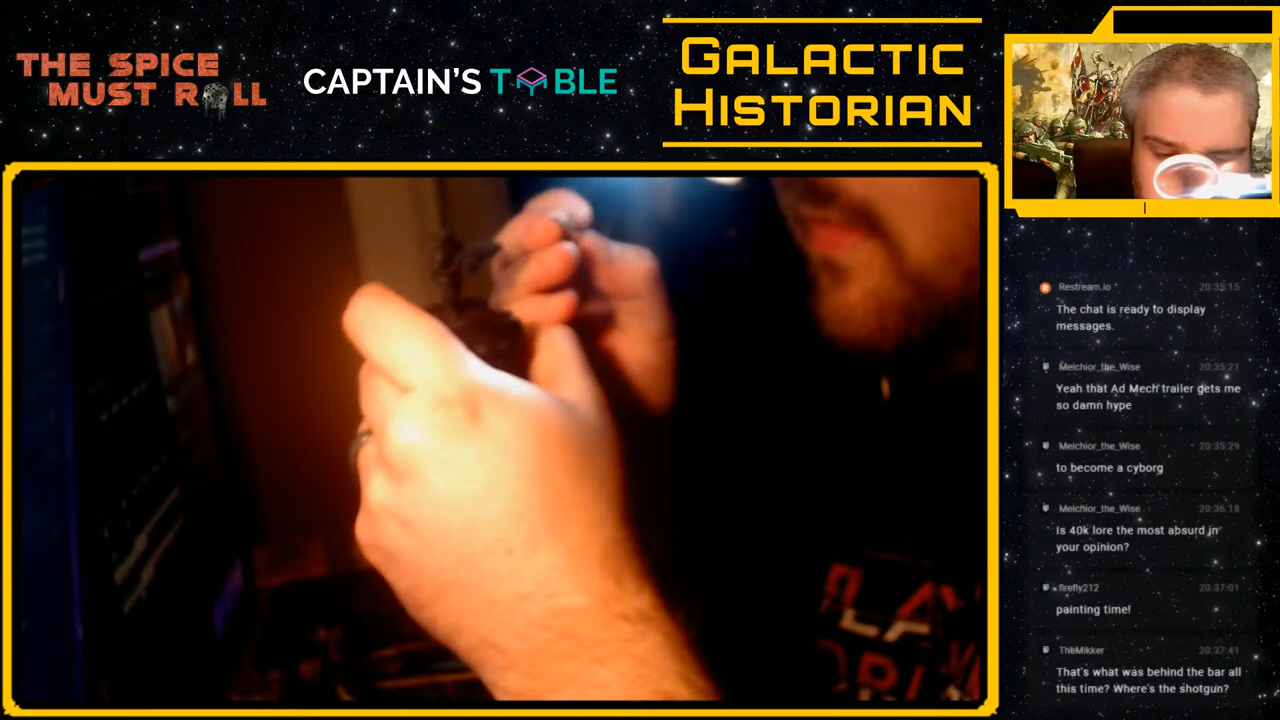 THE SPICE
MUST ROLL
CAPTAIN'S TABLE
GALACTIC
HISTORIAN
Restream.io 20:35:15
The chat is ready to display
messages.
Melchior_the_Wise 20:35:21
Yeah that Ad Mech trailer gets me
so damn hype
Melchior_the_Wise 20:35:29
to become a cyborg
Melchior_the_Wise 20:36:18
Is 40k lore the most absurd in
your opinion?
firefly212 20:37:01
painting time!
TheMikker 20:37:41
That's what was behind the bar all
this time? Where's the shotgun?